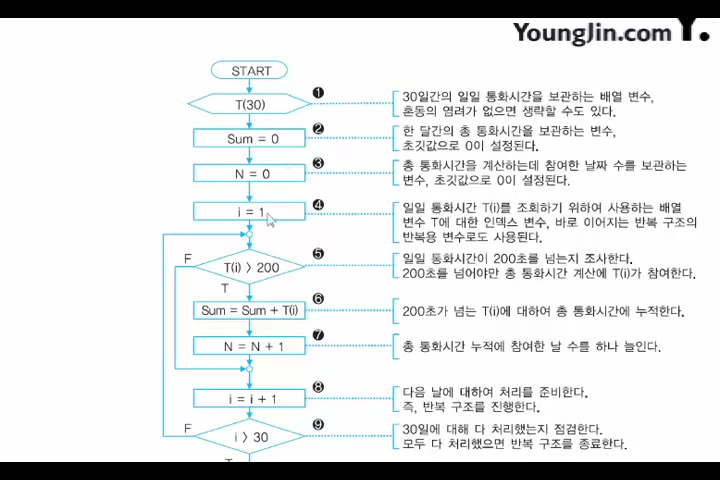 YoungJin.com Y.
START
❶
T(30)
30일간의 일일 통화시간을 보관하는 배열 변수,
혼동의 염려가 없으면 생략할 수도 있다.
❷
Sum = 0
한 달간의 총 통화시간을 보관하는 변수,
초깃값으로 0이 설정된다.
❸
N = 0
총 통화시간을 계산하는데 참여한 날짜 수를 보관하는
변수, 초깃값으로 0이 설정된다.
❹
i = 1
일일 통화시간 T(i)를 조회하기 위하여 사용하는 배열
변수 T에 대한 인덱스 변수, 바로 이어지는 반복 구조의
반복용 변수로도 사용된다.
❺
F
T(i) > 200
일일 통화시간이 200초를 넘는지 조사한다.
200초를 넘어야만 총 통화시간 계산에 T(i)가 참여한다.
T
❻
Sum = Sum + T(i)
200초가 넘는 T(i)에 대하여 총 통화시간에 누적한다.
❼
N = N + 1
총 통화시간 누적에 참여한 날 수를 하나 늘인다.
❽
i = i + 1
다음 날에 대하여 처리를 준비한다.
즉, 반복 구조를 진행한다.
❾
F
i > 30
30일에 대해 다 처리했는지 점검한다.
모두 다 처리했으면 반복 구조를 종료한다.
T